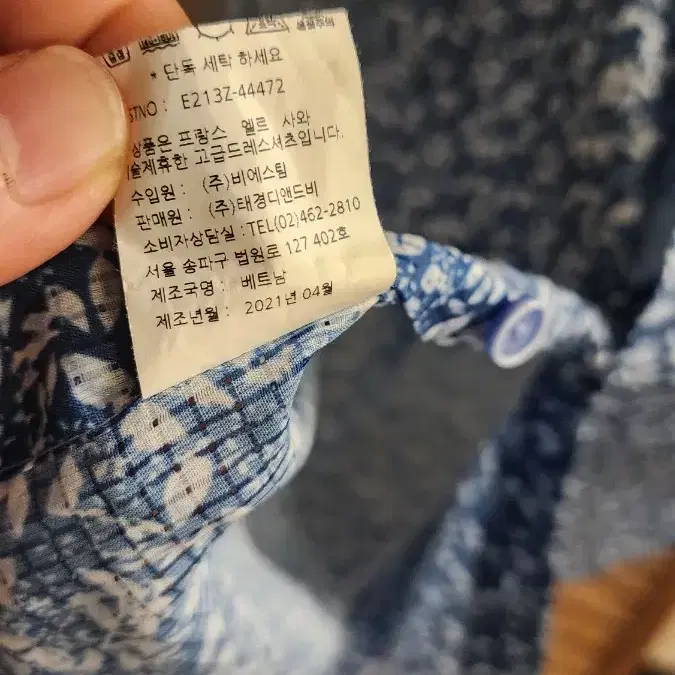 * 단독 세탁 하세요
STNO : E213Z-44472
상품은 프랑스 엘르 사와
술제휴한 고급드레스셔츠입니다.
수입원 : (주)비에스팀
판매원 : (주)태경디앤드비
소비자상담실 : TEL(02)462-2810
서울 송파구 법원로 127 402호
제조국명 : 베트남
제조년월 : 2021년 04월